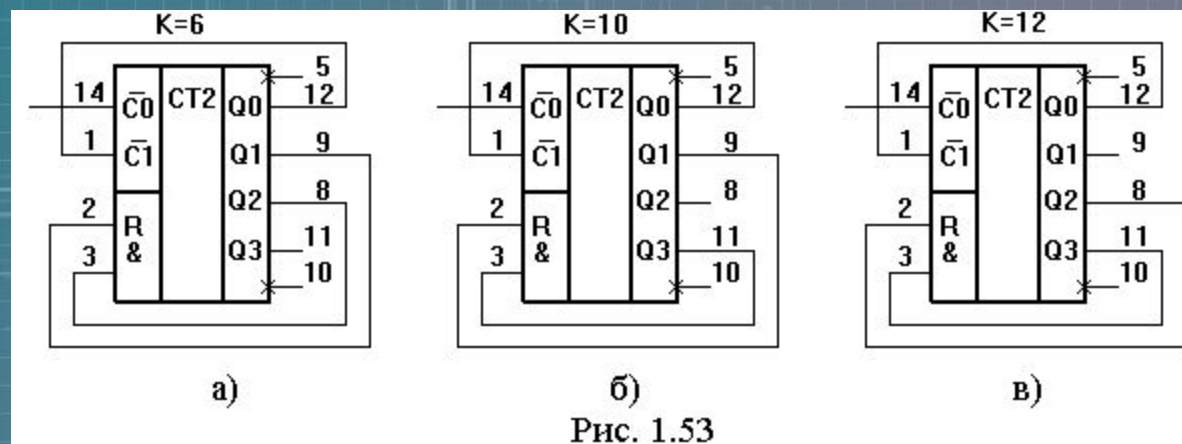 K=6 K=10 K=12
5 5 5
14 C̅0 CT2 Q0 12 14 C̅0 CT2 Q0 12 14 C̅0 CT2 Q0 12
1 C̅1 Q1 9 1 C̅1 Q1 9 1 C̅1 Q1 9
2 R Q2 8 2 R Q2 8 2 R Q2 8
3 & Q3 11 3 & Q3 11 3 & Q3 11
10 10 10
а) б) в)
Рис. 1.53